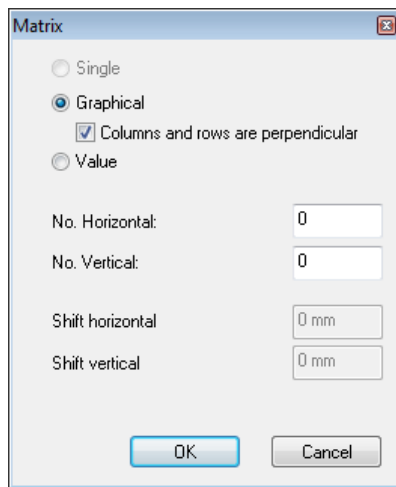 Matrix
Single
Graphical
Columns and rows are perpendicular
Value
No. Horizontal: 0
No. Vertical: 0
Shift horizontal 0 mm
Shift vertical 0 mm
OK Cancel